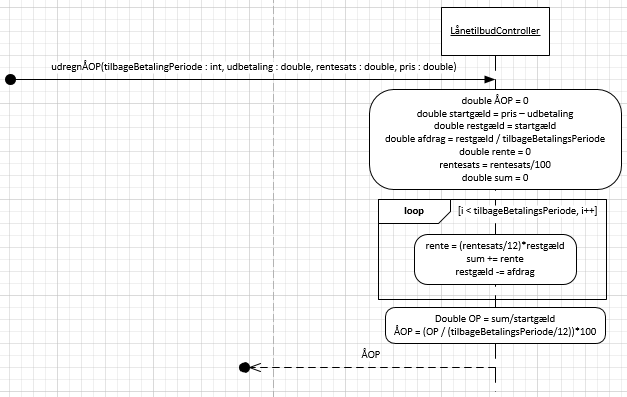 LånetilbudController
udregnÅOP(tilbageBetalingPeriode : int, udbetaling : double, rentesats : double, pris : double)
double ÅOP = 0
double startgæld = pris – udbetaling
double restgæld = startgæld
double afdrag = restgæld / tilbageBetalingsPeriode
double rente = 0
rentesats = rentesats/100
double sum = 0
loop [i < tilbageBetalingsPeriode, i++]
rente = (rentesats/12)*restgæld
sum += rente
restgæld -= afdrag
Double OP = sum/startgæld
ÅOP = (OP / (tilbageBetalingsPeriode/12))*100
ÅOP